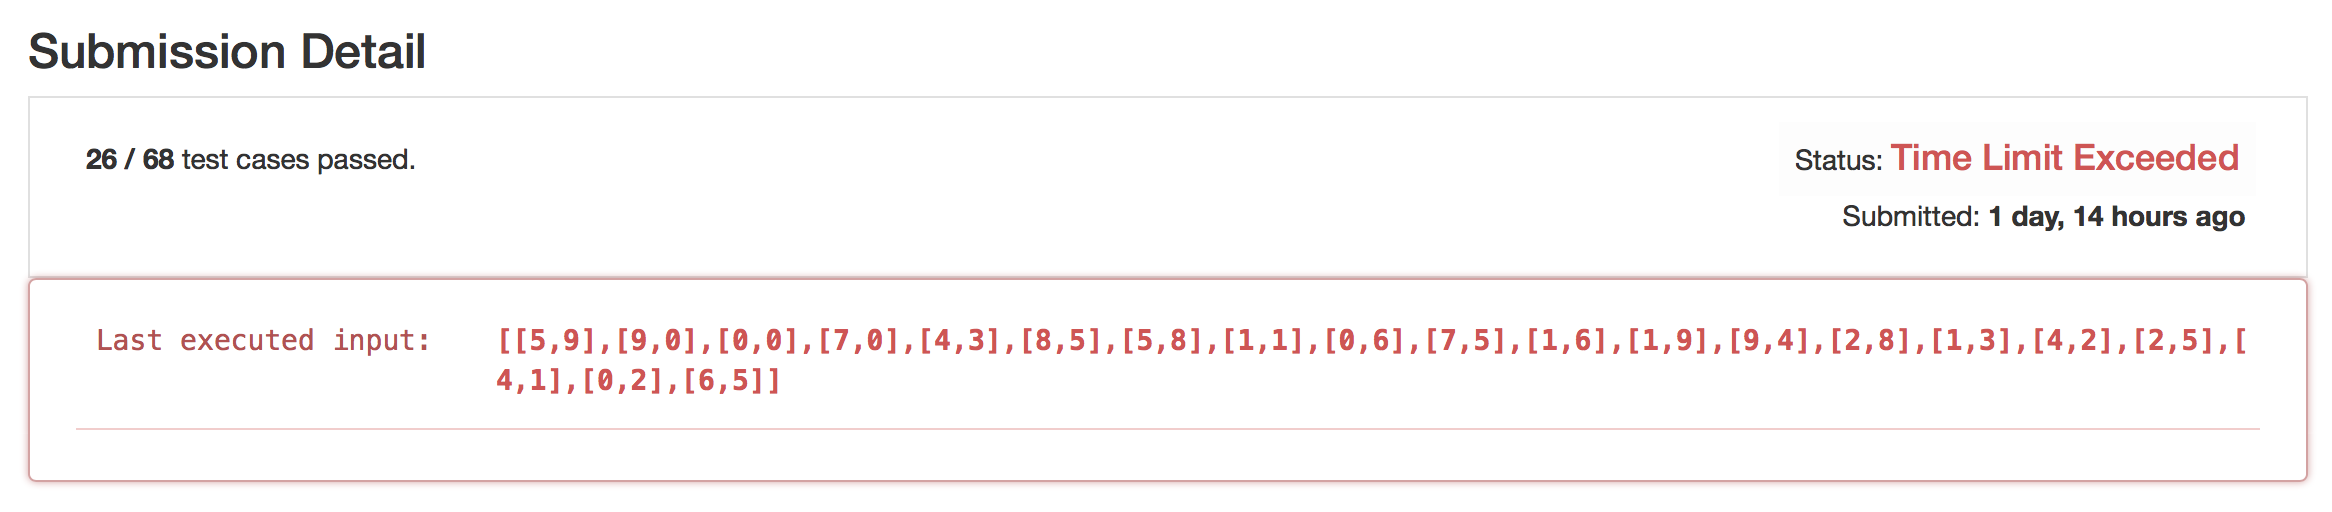 Submission Detail
26 / 68 test cases passed.
Status: Time Limit Exceeded
Submitted: 1 day, 14 hours ago
Last executed input: [[5,9],[9,0],[0,0],[7,0],[4,3],[8,5],[5,8],[1,1],[0,6],[7,5],[1,6],[1,9],[9,4],[2,8],[1,3],[4,2],[2,5],[
4,1],[0,2],[6,5]]